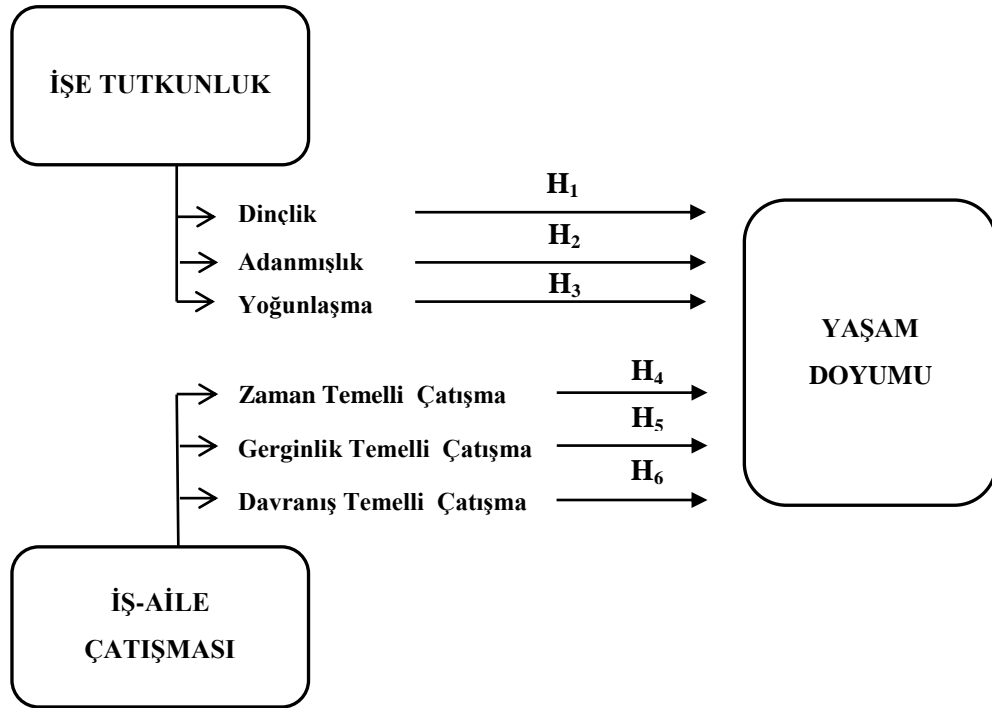 İŞE TUTKUNLUK
H₁
Dinçlik
H₂
Adanmışlık
H₃
Yoğunlaşma
YAŞAM
DOYUMU
H₄
Zaman Temelli Çatışma
H₅
Gerginlik Temelli Çatışma
H₆
Davranış Temelli Çatışma
İŞ-AİLE
ÇATIŞMASI